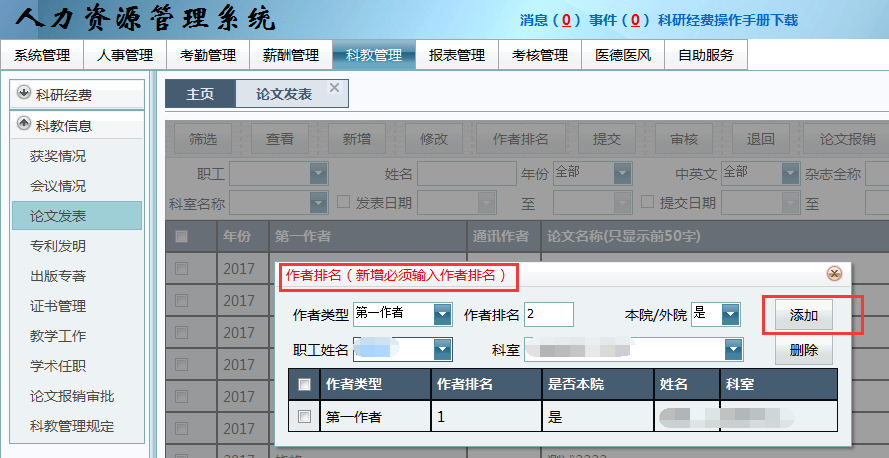 人力资源管理系统
消息（0） 事件（0） 科研经费操作手册下载
系统管理 人事管理 考勤管理 薪酬管理 科教管理 报表管理 考核管理 医德医风 自助服务
科研经费
科教信息
获奖情况
会议情况
论文发表
专利发明
出版专著
证书管理
教学工作
学术任职
论文报销审批
科教管理规定
主页 论文发表
筛选 查看 新增 修改 作者排名 提交 审核 退回 论文报销
职工 姓名 年份 全部 中英文 全部 杂志全称
科室名称 发表日期 至 提交日期 至
年份 第一作者 通讯作者 论文名称(只显示前50字)
2017
2017
2017
2017
2017
2017
作者排名（新增必须输入作者排名）
作者类型 第一作者 作者排名 2 本院/外院 是 添加
职工姓名 科室 删除
作者类型 作者排名 是否本院 姓名 科室
第一作者 1 是